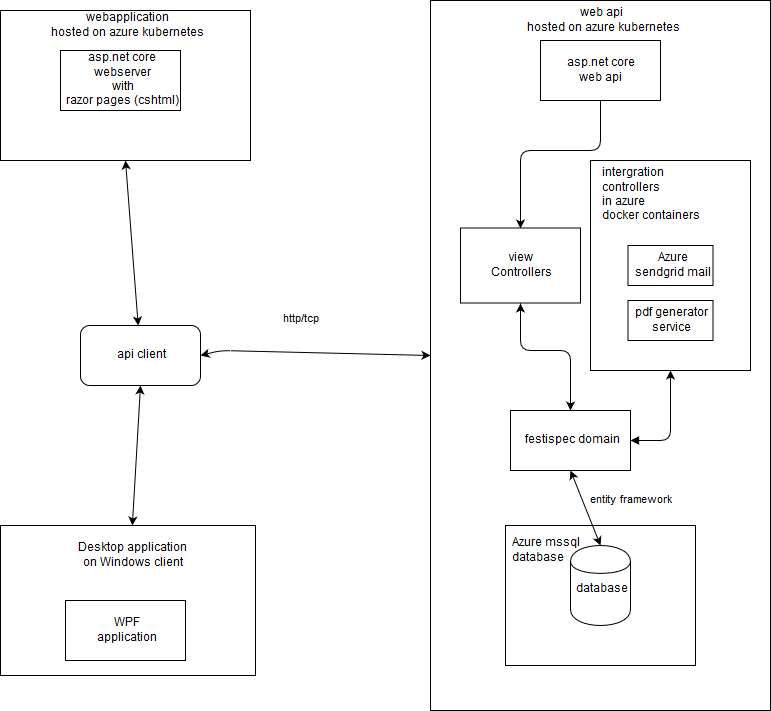 webapplication
hosted on azure kubernetes
asp.net core
webserver
with
razor pages (cshtml)
web api
hosted on azure kubernetes
asp.net core
web api
intergration
controllers
in azure
docker containers
view
Controllers
Azure
sendgrid mail
pdf generator
service
http/tcp
api client
festispec domain
entity framework
Desktop application
on Windows client
WPF
application
Azure mssql
database
database